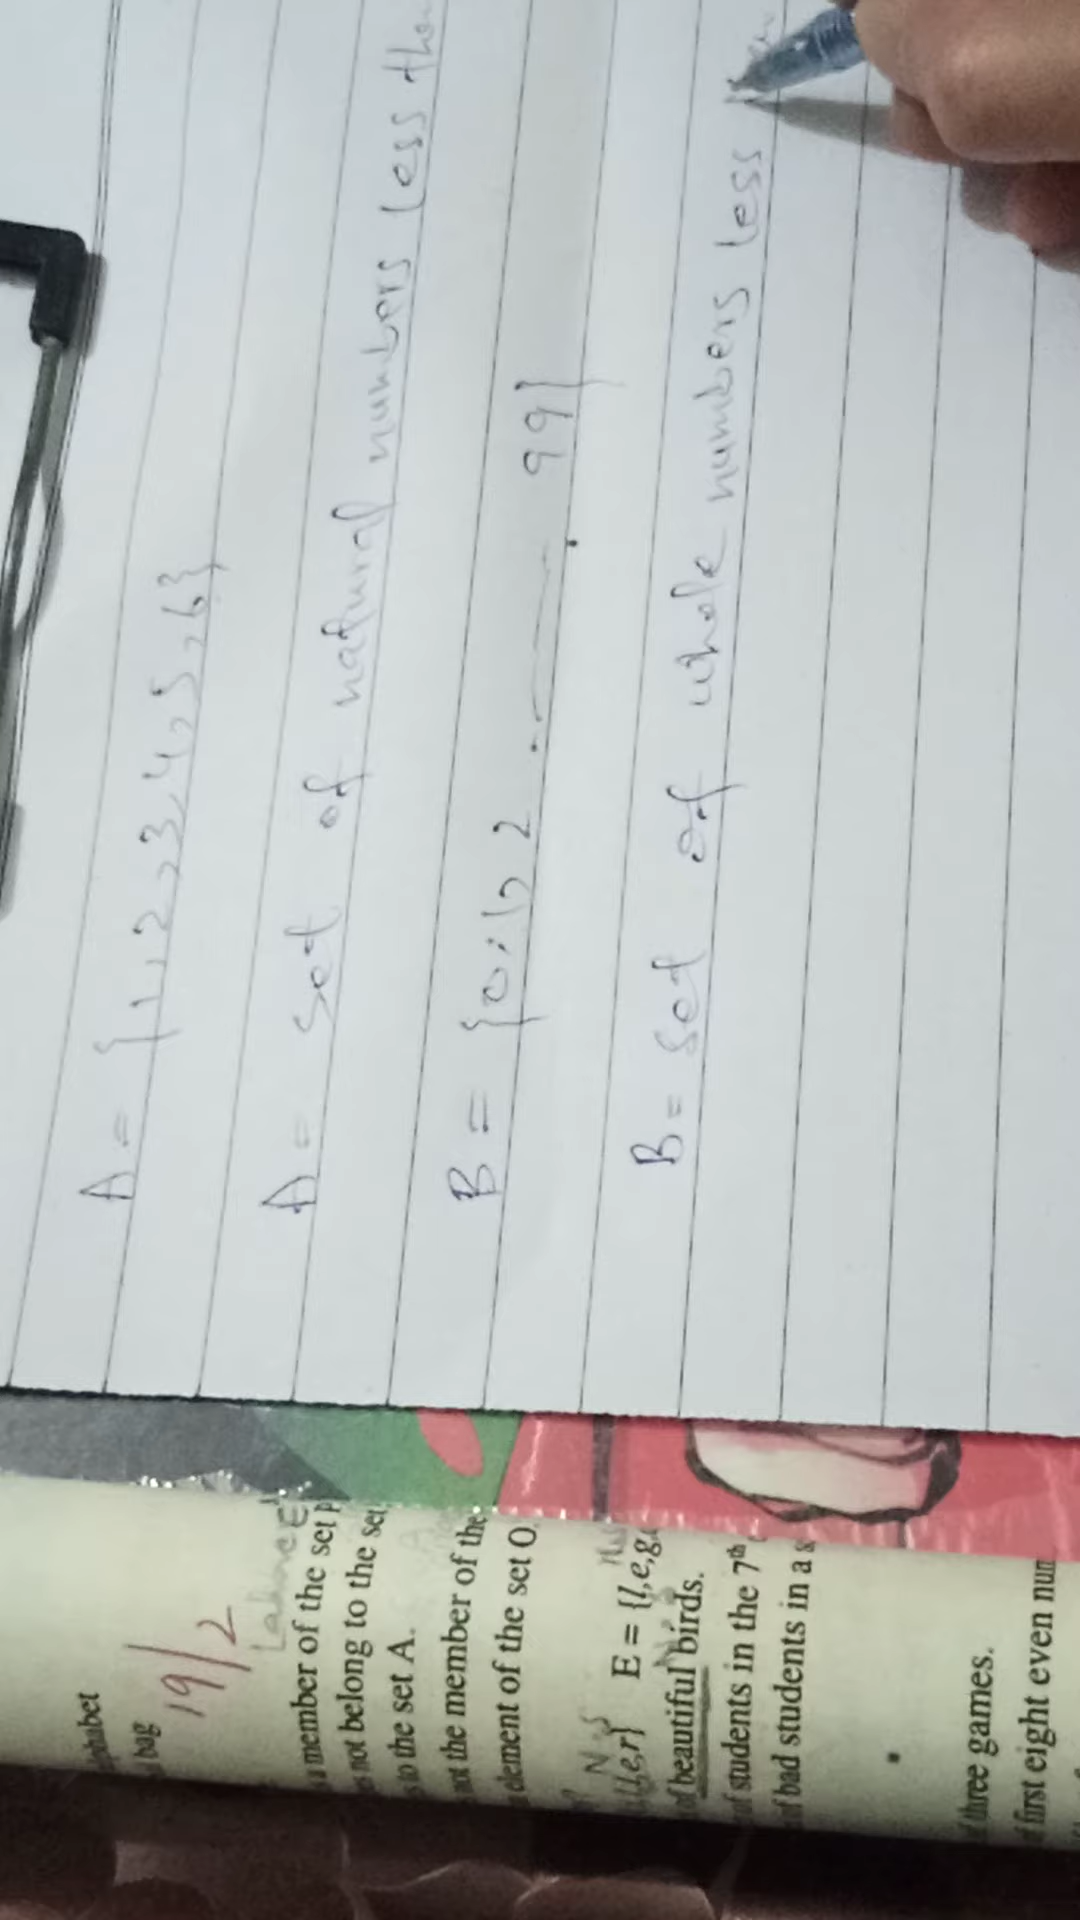 A = {1,2,3,4,5,6}
A = set of natural numbers less than
B = {0,1,2 ...... 99}
B = set of whole numbers less
bag
19/2
member of the set
not belong to the set
to the set A.
not the member of the
element of the set O
E = {l,e,g
of beautiful birds.
of students in the 7th
of bad students in a
three games.
first eight even num